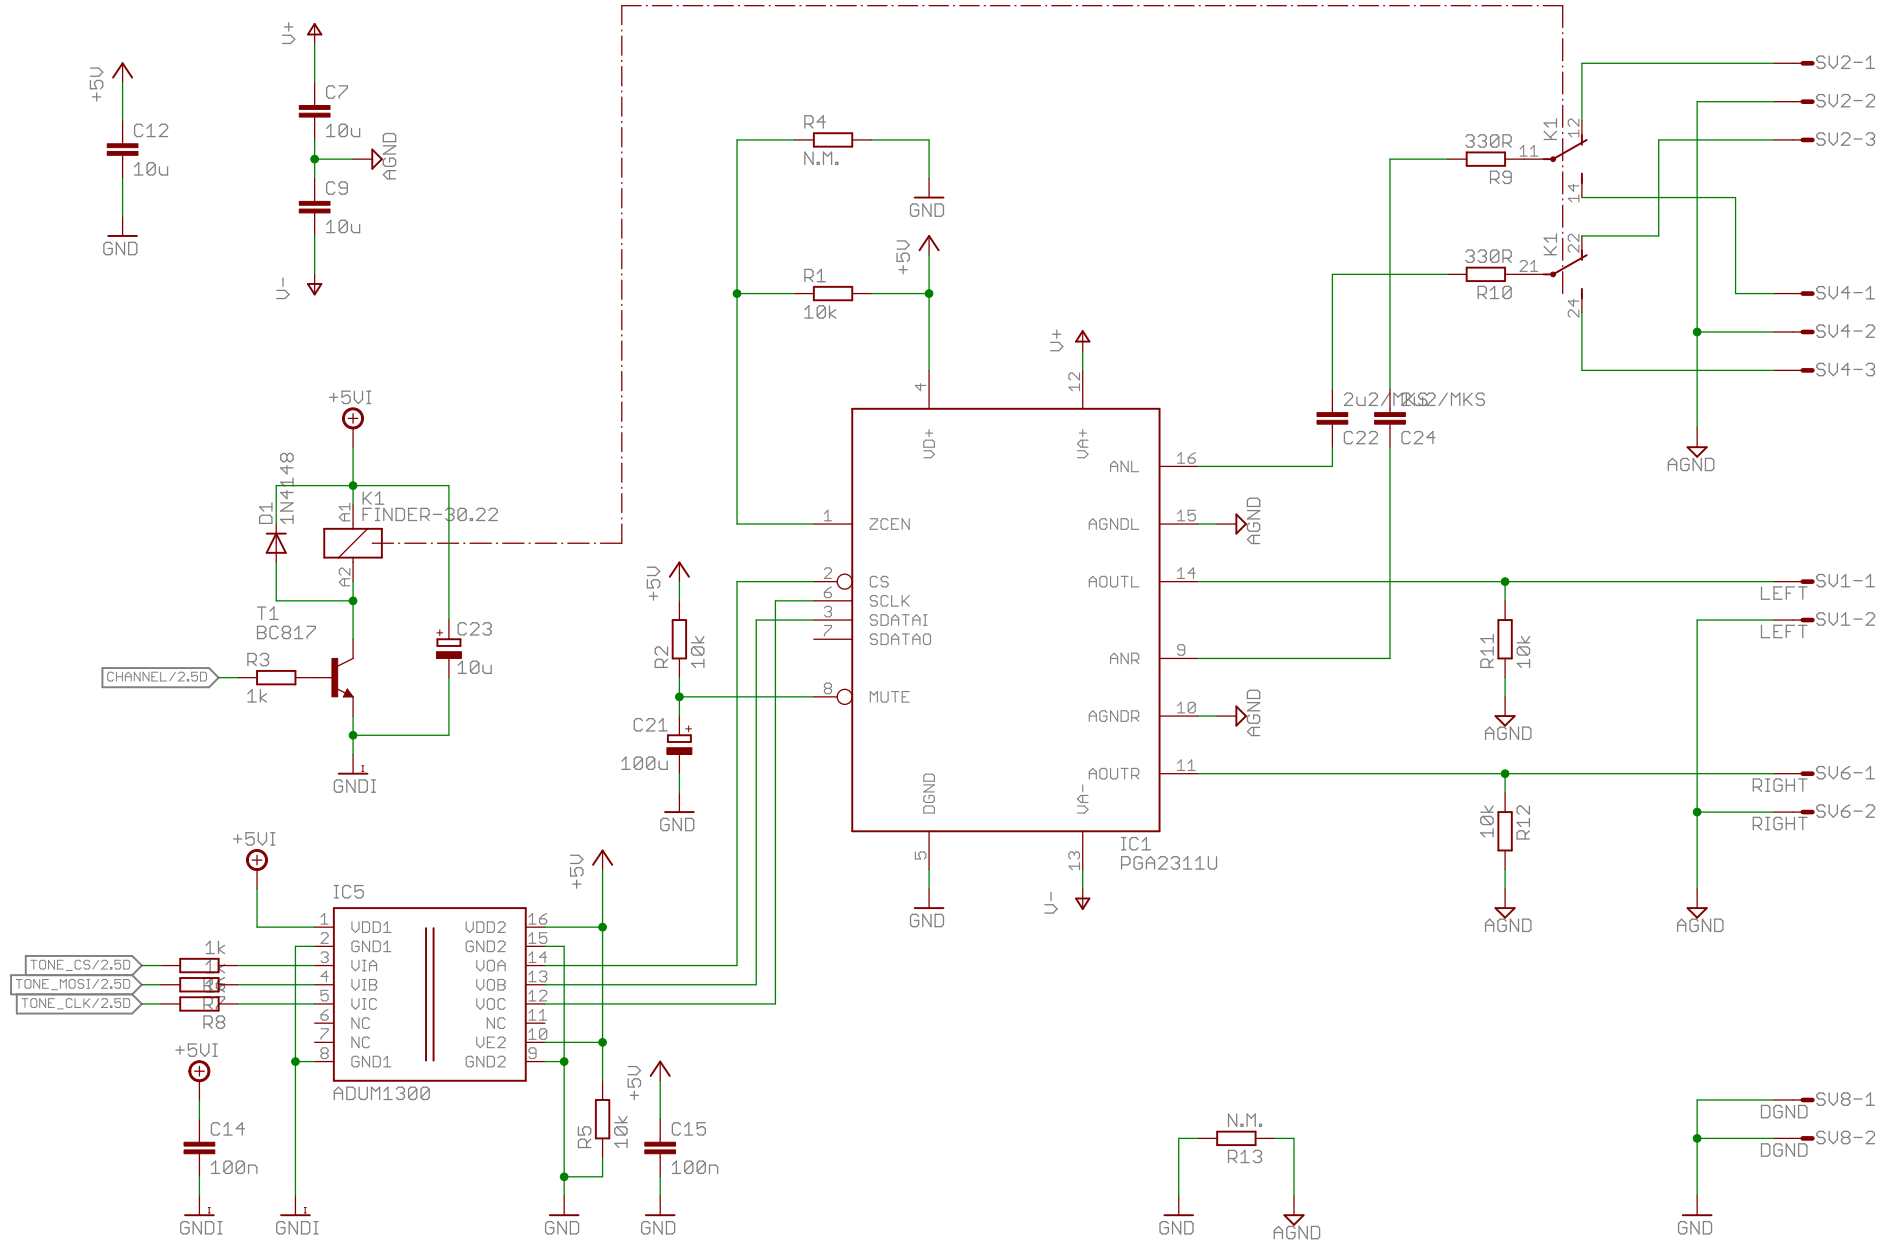 +5V
C12
10u
GND
V+
C7
10u
AGND
C9
10u
V-
R4
N.M.
GND
+5V
R1
10k
330R
11
R9
K1
12
14
330R
21
R10
K1
22
24
SV2-1
SV2-2
SV2-3
SV4-1
SV4-2
SV4-3
AGND
+5VI
D1
1N4148
A1
K1
FINDER-30.22
A2
T1
BC817
R3
1k
CHANNEL/2.5D
C23
10u
+
GNDI
I
+5V
R2
10k
C21
+
100u
GND
V+
4
12
VD+
VA+
1
ZCEN
2
CS
6
SCLK
3
SDATAI
7
SDATAO
8
MUTE
ANL
16
AGNDL
15
AGND
AOUTL
14
ANR
9
AGNDR
10
AGND
AOUTR
11
DGND
VA-
5
13
IC1
PGA2311U
GND
V-
2u2/MKS
2u2/MKS
C22
C24
R11
10k
AGND
10k
R12
AGND
SV1-1
LEFT
SV1-2
LEFT
SV6-1
RIGHT
SV6-2
RIGHT
AGND
+5VI
IC5
1
VDD1
2
GND1
3
VIA
4
VIB
5
VIC
6
NC
7
NC
8
GND1
VDD2
16
GND2
15
VOA
14
VOB
13
VOC
12
NC
11
VE2
10
GND2
9
ADUM1300
TONE_CS/2.5D
TONE_MOSI/2.5D
TONE_CLK/2.5D
1k
R8
+5VI
C14
100n
GNDI
I
GNDI
I
+5V
R5
10k
GND
+5V
C15
100n
GND
N.M.
R13
GND
AGND
SV8-1
DGND
SV8-2
DGND
GND